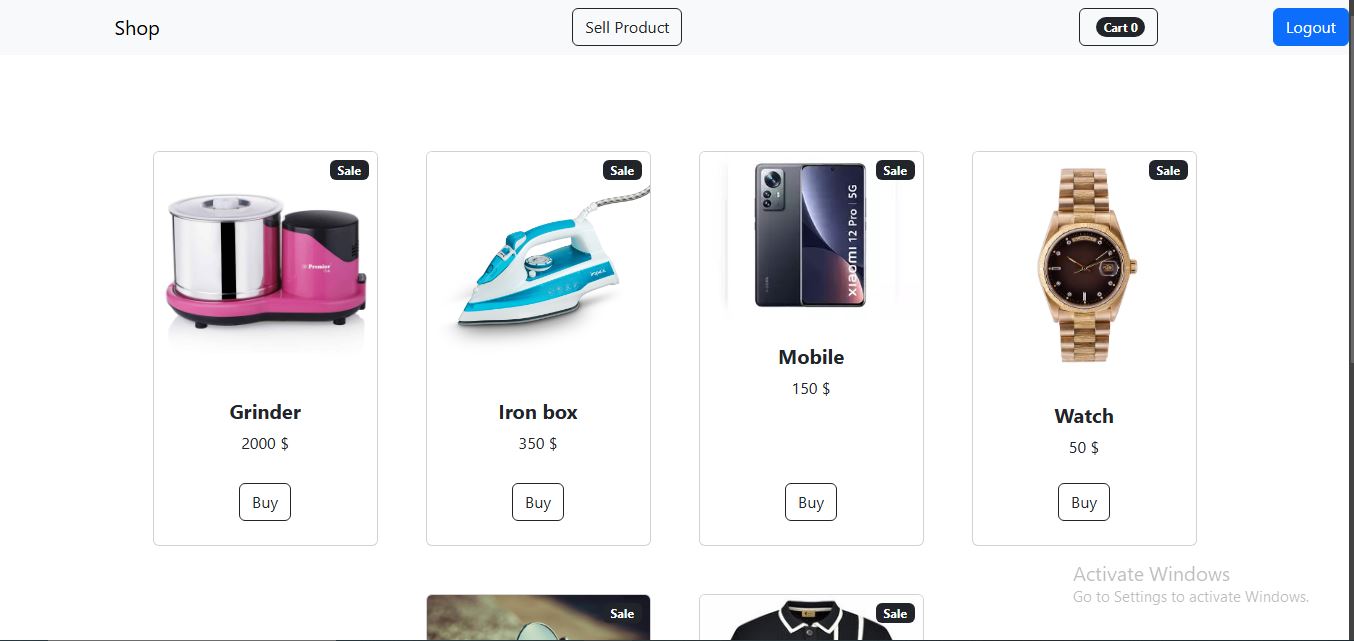 Shop
Sell Product
Cart 0
Logout
Sale
Sale
Sale
Sale
Premier
xiaomi 12 Pro | 5G
Mobile
150 $
Grinder
2000 $
Iron box
350 $
Watch
50 $
Buy
Buy
Buy
Buy
Activate Windows
Go to Settings to activate Windows.
Sale
Sale